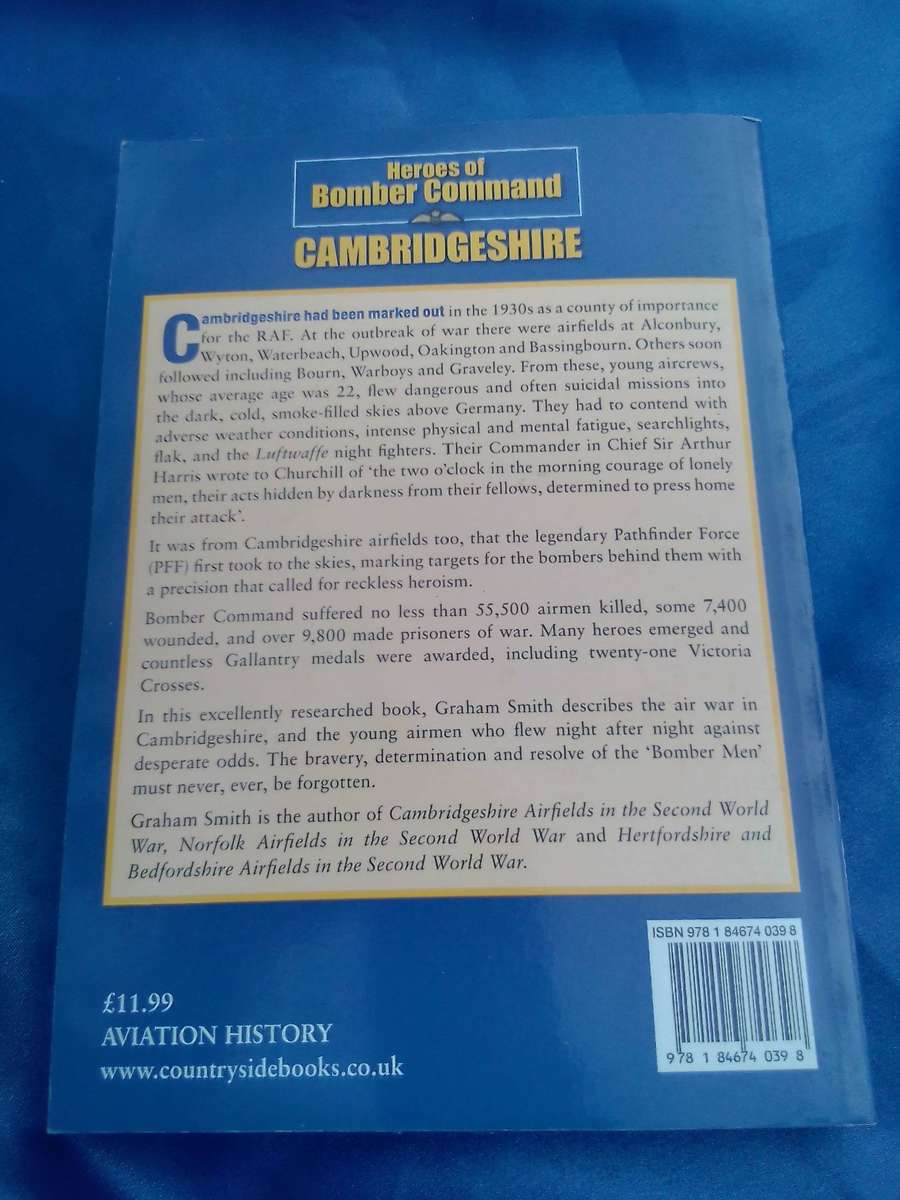 Heroes of
Bomber Command
CAMBRIDGESHIRE
Cambridgeshire had been marked out in the 1930s as a county of importance
for the RAF. At the outbreak of war there were airfields at Alconbury,
Wyton, Waterbeach, Upwood, Oakington and Bassingbourn. Others soon
followed including Bourn, Warboys and Graveley. From these, young aircrews,
whose average age was 22, flew dangerous and often suicidal missions into
the dark, cold, smoke-filled skies above Germany. They had to contend with
adverse weather conditions, intense physical and mental fatigue, searchlights,
flak, and the Luftwaffe night fighters. Their Commander in Chief Sir Arthur
Harris wrote to Churchill of ‘the two o’clock in the morning courage of lonely
men, their acts hidden by darkness from their fellows, determined to press home
their attack’.
It was from Cambridgeshire airfields too, that the legendary Pathfinder Force
(PFF) first took to the skies, marking targets for the bombers behind them with
a precision that called for reckless heroism.
Bomber Command suffered no less than 55,500 airmen killed, some 7,400
wounded, and over 9,800 made prisoners of war. Many heroes emerged and
countless Gallantry medals were awarded, including twenty-one Victoria
Crosses.
In this excellently researched book, Graham Smith describes the air war in
Cambridgeshire, and the young airmen who flew night after night against
desperate odds. The bravery, determination and resolve of the ‘Bomber Men’
must never, ever, be forgotten.
Graham Smith is the author of Cambridgeshire Airfields in the Second World
War, Norfolk Airfields in the Second World War and Hertfordshire and
Bedfordshire Airfields in the Second World War.
ISBN 978 1 84674 039 8
9 781846 740398
£11.99
AVIATION HISTORY
www.countrysidebooks.co.uk